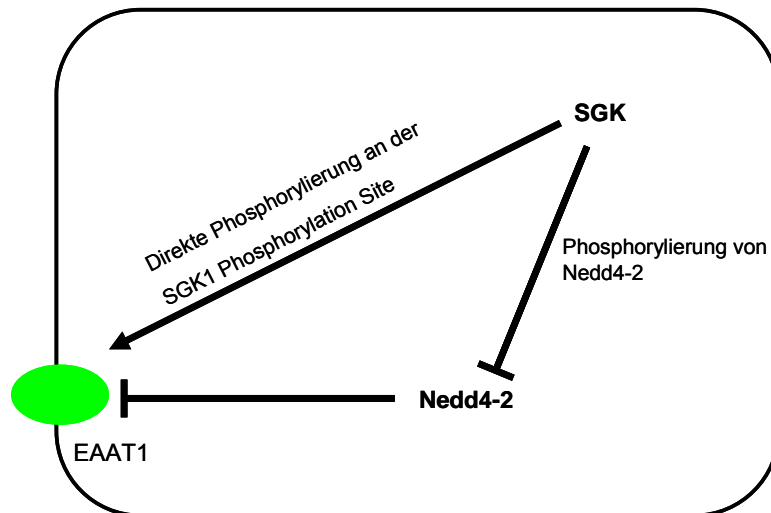 SGK
Direkte Phosphorylierung an der
SGK1 Phosphorylation Site
Phosphorylierung von
Nedd4-2
Nedd4-2
EAAT1